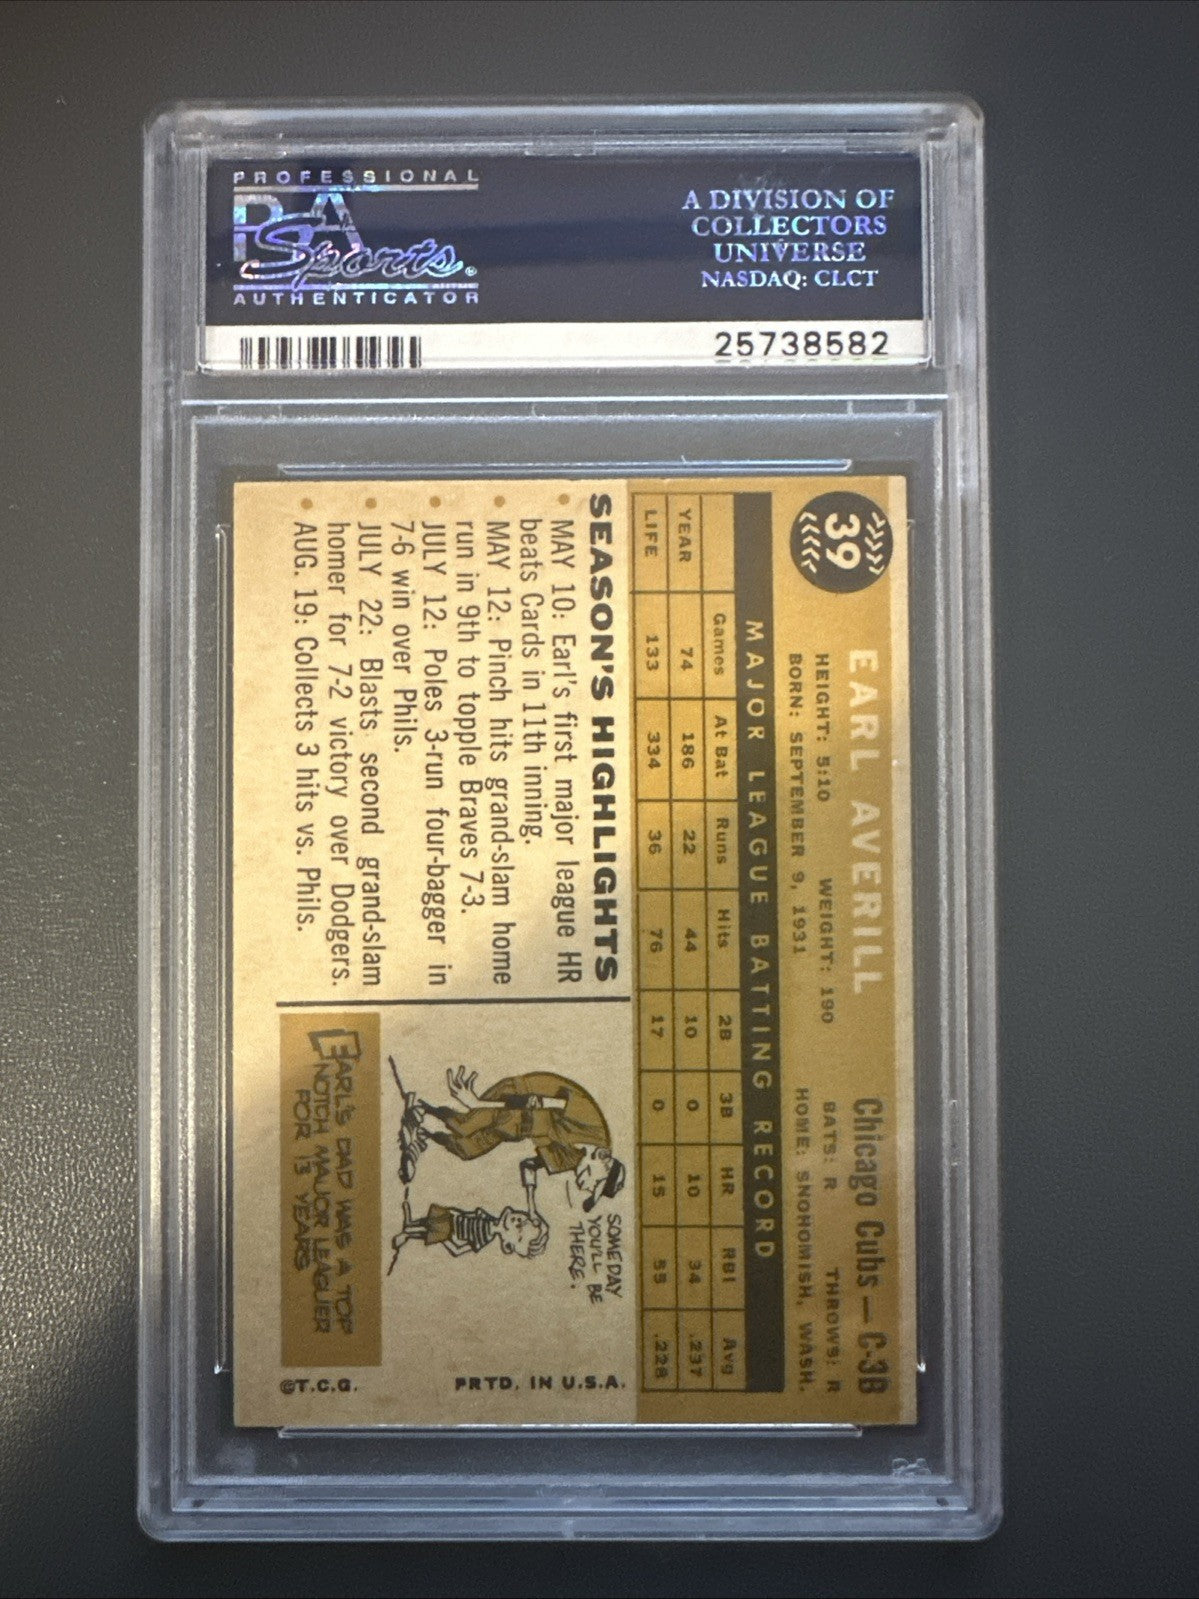 PROFESSIONAL
PSA
Sports
AUTHENTICATOR
A DIVISION OF
COLLECTORS
UNIVERSE
NASDAQ: CLCT
25738582
39
EARL AVERILL
Chicago Cubs — C-3B
HEIGHT: 5:10 WEIGHT: 190 BATS: R THROWS: R
BORN: SEPTEMBER 9, 1931 HOME: SNOHOMISH, WASH.
MAJOR LEAGUE BATTING RECORD
Games At Bat Runs Hits 2B 3B HR RBI Avg
YEAR 74 186 22 44 10 0 10 34 .237
LIFE 133 334 36 76 17 0 15 55 .228
SEASON'S HIGHLIGHTS
• MAY 10: Earl's first major league HR
beats Cards in 11th inning.
• MAY 12: Pinch hits grand-slam home
run in 9th to topple Braves 7-3.
• JULY 12: Poles 3-run four-bagger in
7-6 win over Phils.
• JULY 22: Blasts second grand-slam
homer for 7-2 victory over Dodgers.
• AUG. 19: Collects 3 hits vs. Phils.
SOMEDAY
YOU'LL BE
THERE.
EARL'S DAD WAS A TOP
NOTCH MAJOR LEAGUER
FOR 13 YEARS
©T.C.G.
PRTD. IN U.S.A.